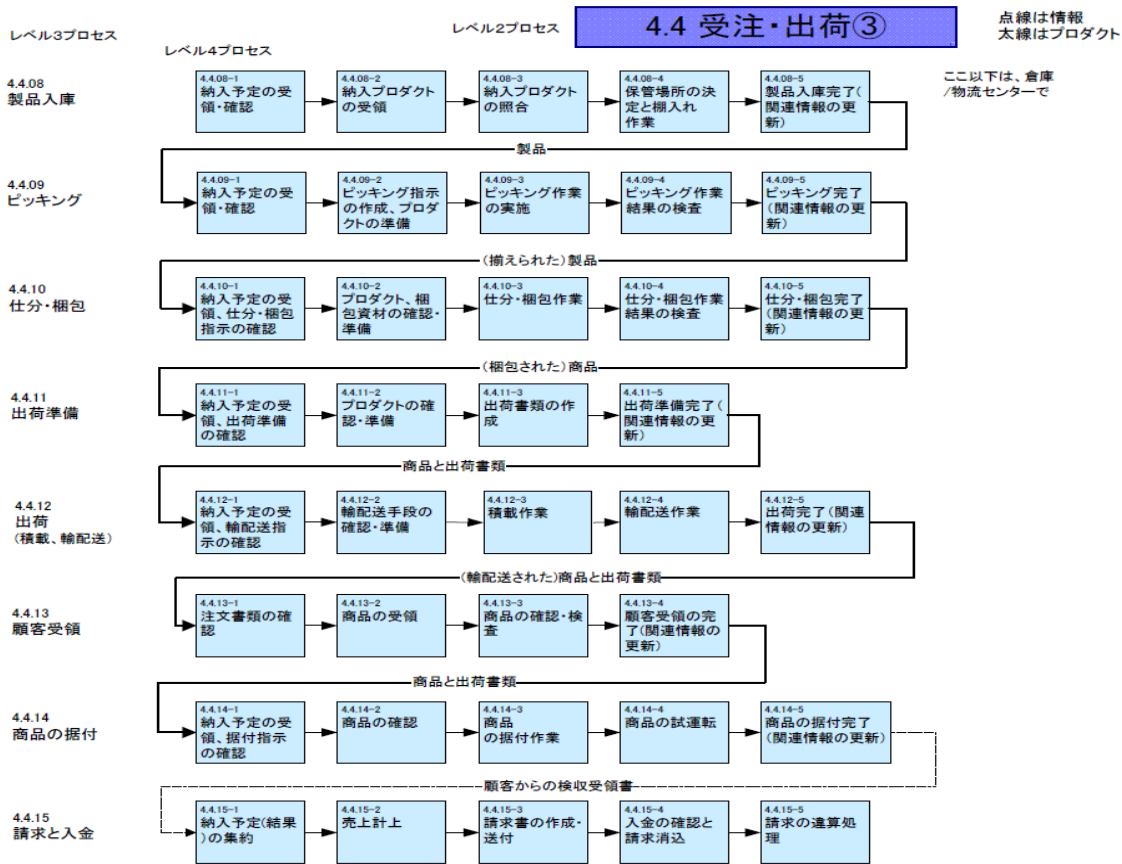 レベル3プロセス
レベル4プロセス
レベル2プロセス
4.4 受注・出荷③
点線は情報
太線はプロダクト
ここ以下は、倉庫
/物流センターで
4.4.08
製品入庫
4.4.08-1
納入予定の受
領・確認
4.4.08-2
納入プロダクト
の受領
4.4.08-3
納入プロダクト
の照合
4.4.08-4
保管場所の決
定と棚入れ
作業
4.4.08-5
製品入庫完了(
関連情報の更
新)
製品
4.4.09
ピッキング
4.4.09-1
納入予定の受
領・確認
4.4.09-2
ピッキング指示
の作成、プロダ
クトの準備
4.4.09-3
ピッキング作業
の実施
4.4.09-4
ピッキング作業
結果の検査
4.4.09-5
ピッキング完了
(関連情報の更
新)
(揃えられた)製品
4.4.10
仕分・梱包
4.4.10-1
納入予定の受
領、仕分・梱包
指示の確認
4.4.10-2
プロダクト、梱
包資材の確認・
準備
4.4.10-3
仕分・梱包作業
4.4.10-4
仕分・梱包作業
結果の検査
4.4.10-5
仕分・梱包完了
(関連情報の更
新)
(梱包された)商品
4.4.11
出荷準備
4.4.11-1
納入予定の受
領、出荷準備
の確認
4.4.11-2
プロダクトの確
認・準備
4.4.11-3
出荷書類の作
成
4.4.11-5
出荷準備完了(
関連情報の更
新)
商品と出荷書類
4.4.12
出荷
(積載、輸配送)
4.4.12-1
納入予定の受
領、輸配送指
示の確認
4.4.12-2
輸配送手段の
確認・準備
4.4.12-3
積載作業
4.4.12-4
輸配送作業
4.4.12-5
出荷完了(関連
情報の更新)
(輸配送された)商品と出荷書類
4.4.13
顧客受領
4.4.13-1
注文書類の確
認
4.4.13-2
商品の受領
4.4.13-3
商品の確認・検
査
4.4.13-4
顧客受領の完
了(関連情報の
更新)
商品と出荷書類
4.4.14
商品の据付
4.4.14-1
納入予定の受
領、据付指示
の確認
4.4.14-2
商品の確認
4.4.14-3
商品
の据付作業
4.4.14-4
商品の試運転
4.4.14-5
商品の据付完了
(関連情報の更新)
顧客からの検収受領書
4.4.15
請求と入金
4.4.15-1
納入予定(結果
)の集約
4.4.15-2
売上計上
4.4.15-3
請求書の作成・
送付
4.4.15-4
入金の確認と
請求消込
4.4.15-5
請求の違算処
理